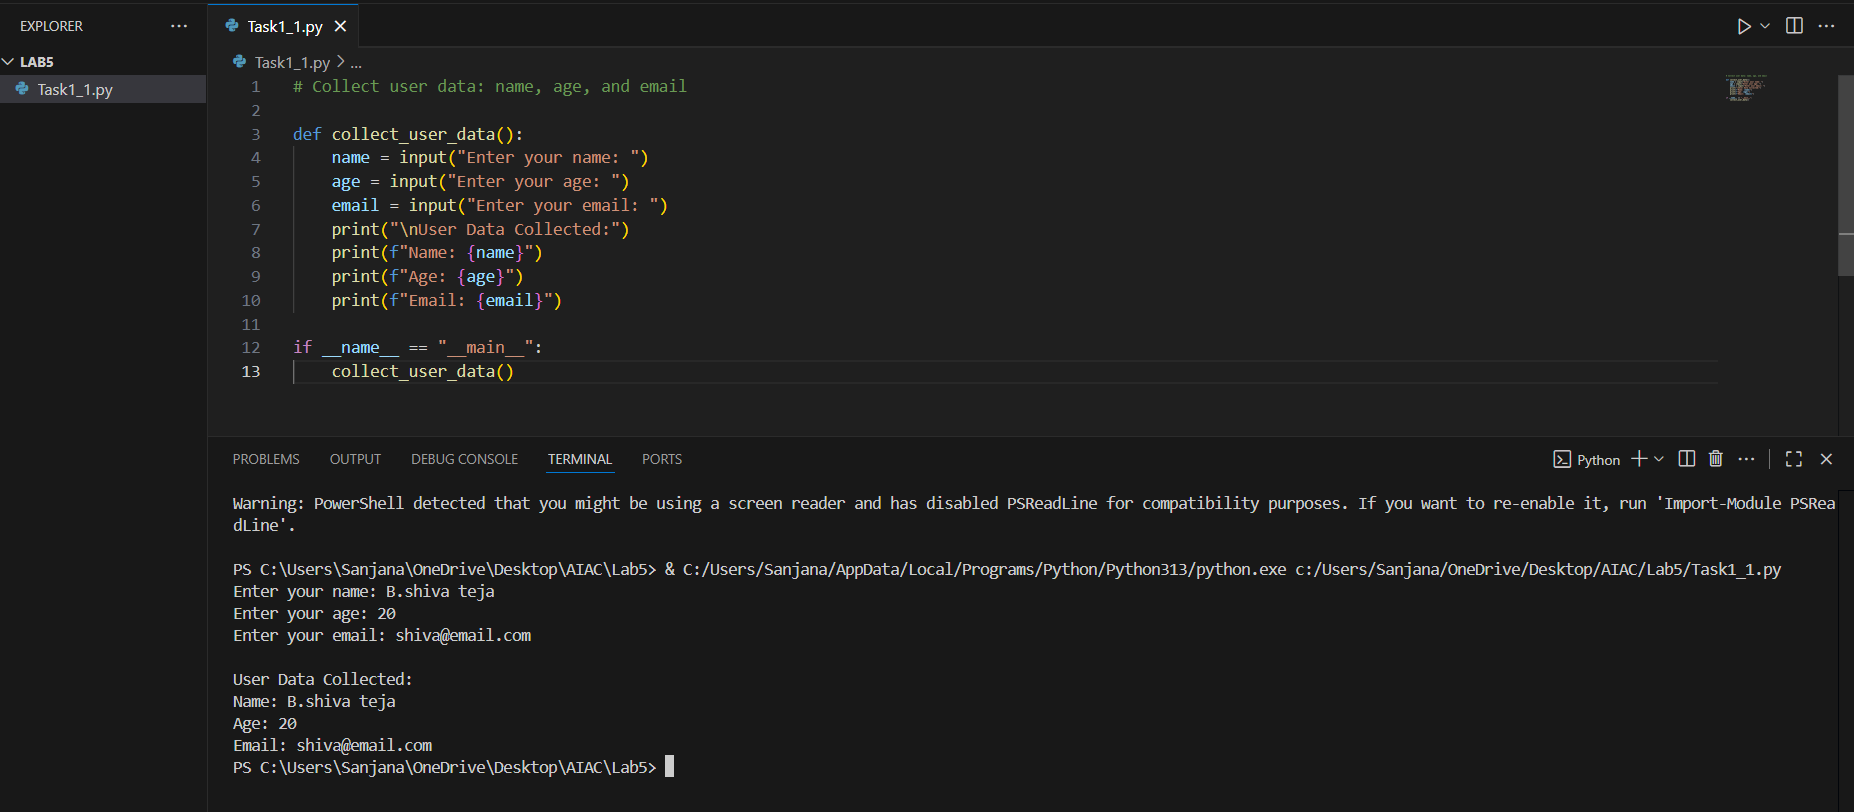 EXPLORER
LAB5
Task1_1.py
Task1_1.py
Task1_1.py > ...
1 # Collect user data: name, age, and email
2
3 def collect_user_data():
4     name = input("Enter your name: ")
5     age = input("Enter your age: ")
6     email = input("Enter your email: ")
7     print("\nUser Data Collected:")
8     print(f"Name: {name}")
9     print(f"Age: {age}")
10     print(f"Email: {email}")
11
12 if __name__ == "__main__":
13     collect_user_data()
PROBLEMS OUTPUT DEBUG CONSOLE TERMINAL PORTS
Python
Warning: PowerShell detected that you might be using a screen reader and has disabled PSReadLine for compatibility purposes. If you want to re-enable it, run 'Import-Module PSRea
dLine'.
PS C:\Users\Sanjana\OneDrive\Desktop\AIAC\Lab5> & C:/Users/Sanjana/AppData/Local/Programs/Python/Python313/python.exe c:/Users/Sanjana/OneDrive/Desktop/AIAC/Lab5/Task1_1.py
Enter your name: B.shiva teja
Enter your age: 20
Enter your email: shiva@email.com
User Data Collected:
Name: B.shiva teja
Age: 20
Email: shiva@email.com
PS C:\Users\Sanjana\OneDrive\Desktop\AIAC\Lab5>